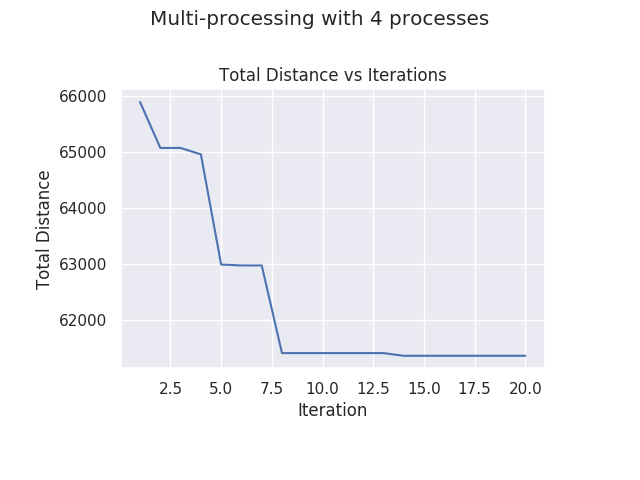 Multi-processing with 4 processes
Total Distance vs Iterations
66000
65000
64000
63000
62000
Total Distance
2.5 5.0 7.5 10.0 12.5 15.0 17.5 20.0
Iteration